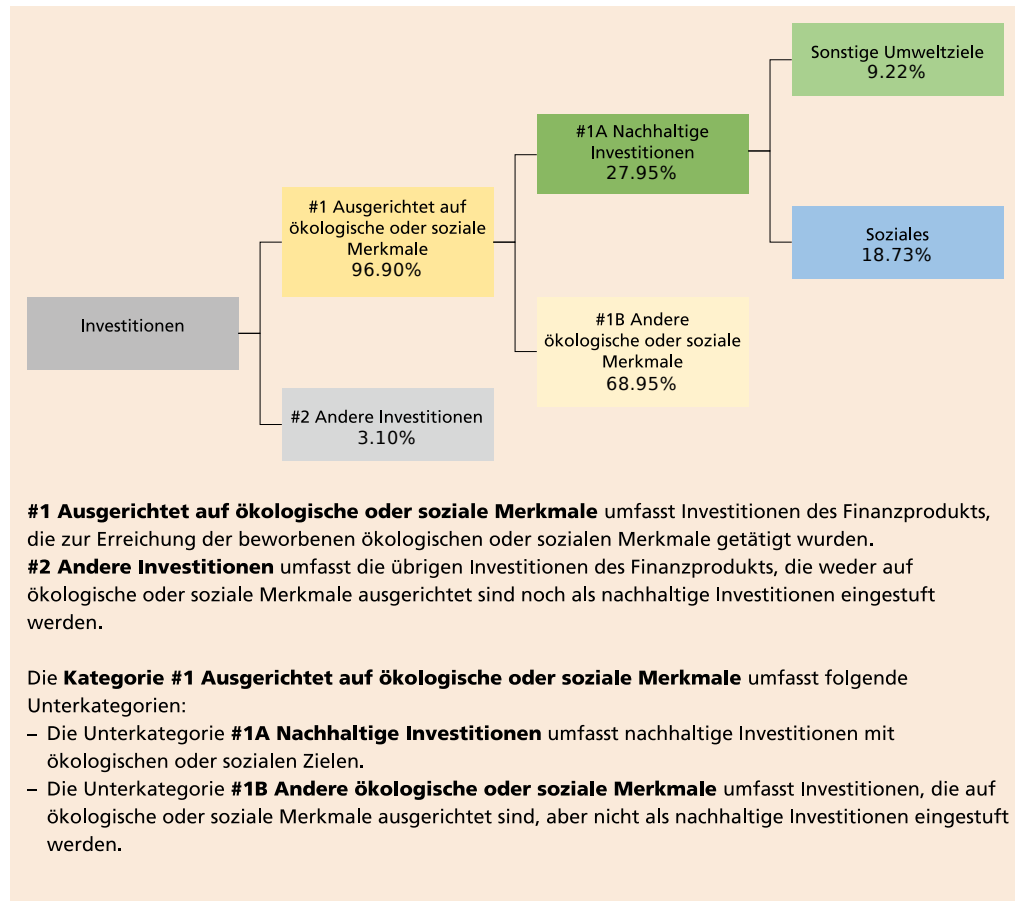 Sonstige Umweltziele
9.22%
#1A Nachhaltige
Investitionen
27.95%
#1 Ausgerichtet auf
ökologische oder soziale
Merkmale
96.90%
Soziales
18.73%
Investitionen
#1B Andere
ökologische oder soziale
Merkmale
68.95%
#2 Andere Investitionen
3.10%
#1 Ausgerichtet auf ökologische oder soziale Merkmale umfasst Investitionen des Finanzprodukts,
die zur Erreichung der beworbenen ökologischen oder sozialen Merkmale getätigt wurden.
#2 Andere Investitionen umfasst die übrigen Investitionen des Finanzprodukts, die weder auf
ökologische oder soziale Merkmale ausgerichtet sind noch als nachhaltige Investitionen eingestuft
werden.
Die Kategorie #1 Ausgerichtet auf ökologische oder soziale Merkmale umfasst folgende
Unterkategorien:
– Die Unterkategorie #1A Nachhaltige Investitionen umfasst nachhaltige Investitionen mit
ökologischen oder sozialen Zielen.
– Die Unterkategorie #1B Andere ökologische oder soziale Merkmale umfasst Investitionen, die auf
ökologische oder soziale Merkmale ausgerichtet sind, aber nicht als nachhaltige Investitionen eingestuft
werden.